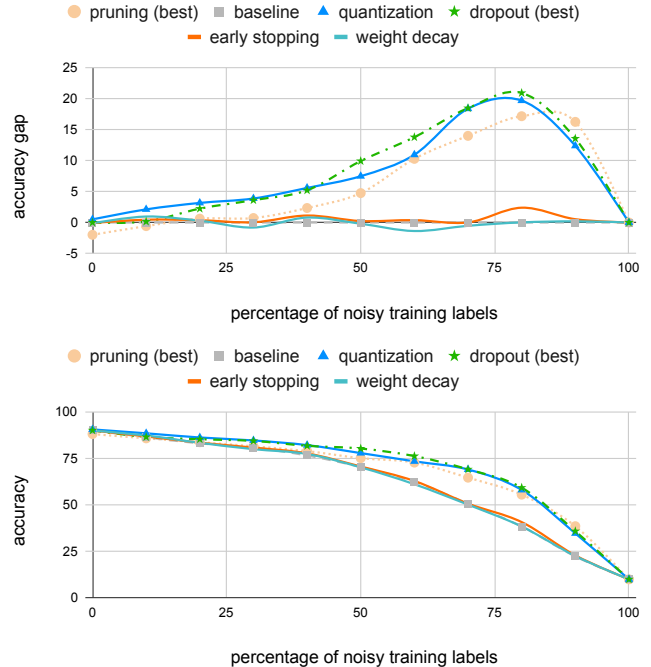 pruning (best) baseline quantization dropout (best)
early stopping weight decay
25
20
15
10
5
0
-5
accuracy gap
0 25 50 75 100
percentage of noisy training labels
pruning (best) baseline quantization dropout (best)
early stopping weight decay
100
75
50
25
0
accuracy
0 25 50 75 100
percentage of noisy training labels